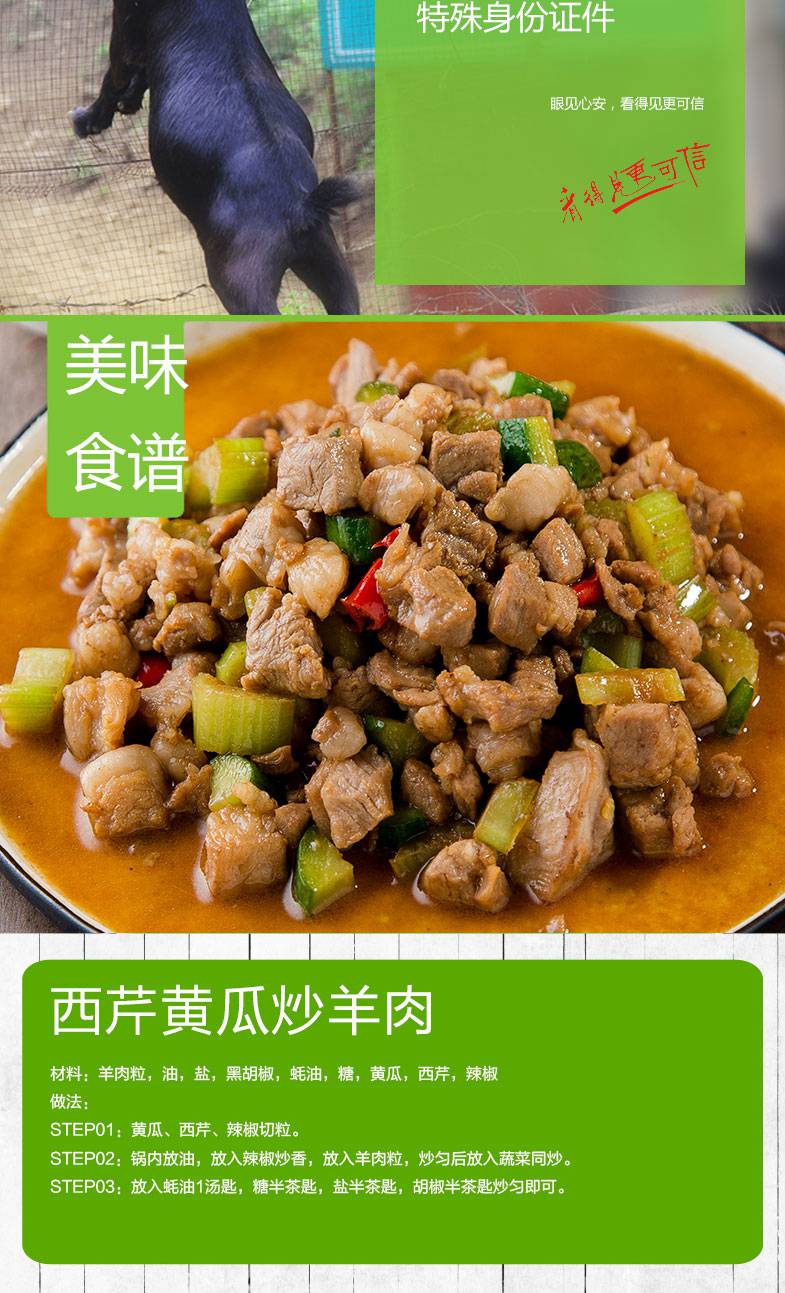 特殊身份证件
眼见心安，看得见更可信
看得见更可信
美味
食谱
西芹黄瓜炒羊肉
材料：羊肉粒，油，盐，黑胡椒，蚝油，糖，黄瓜，西芹，辣椒
做法：
STEP01：黄瓜、西芹、辣椒切粒。
STEP02：锅内放油，放入辣椒炒香，放入羊肉粒，炒匀后放入蔬菜同炒。
STEP03：放入蚝油1汤匙，糖半茶匙，盐半茶匙，胡椒半茶匙炒匀即可。